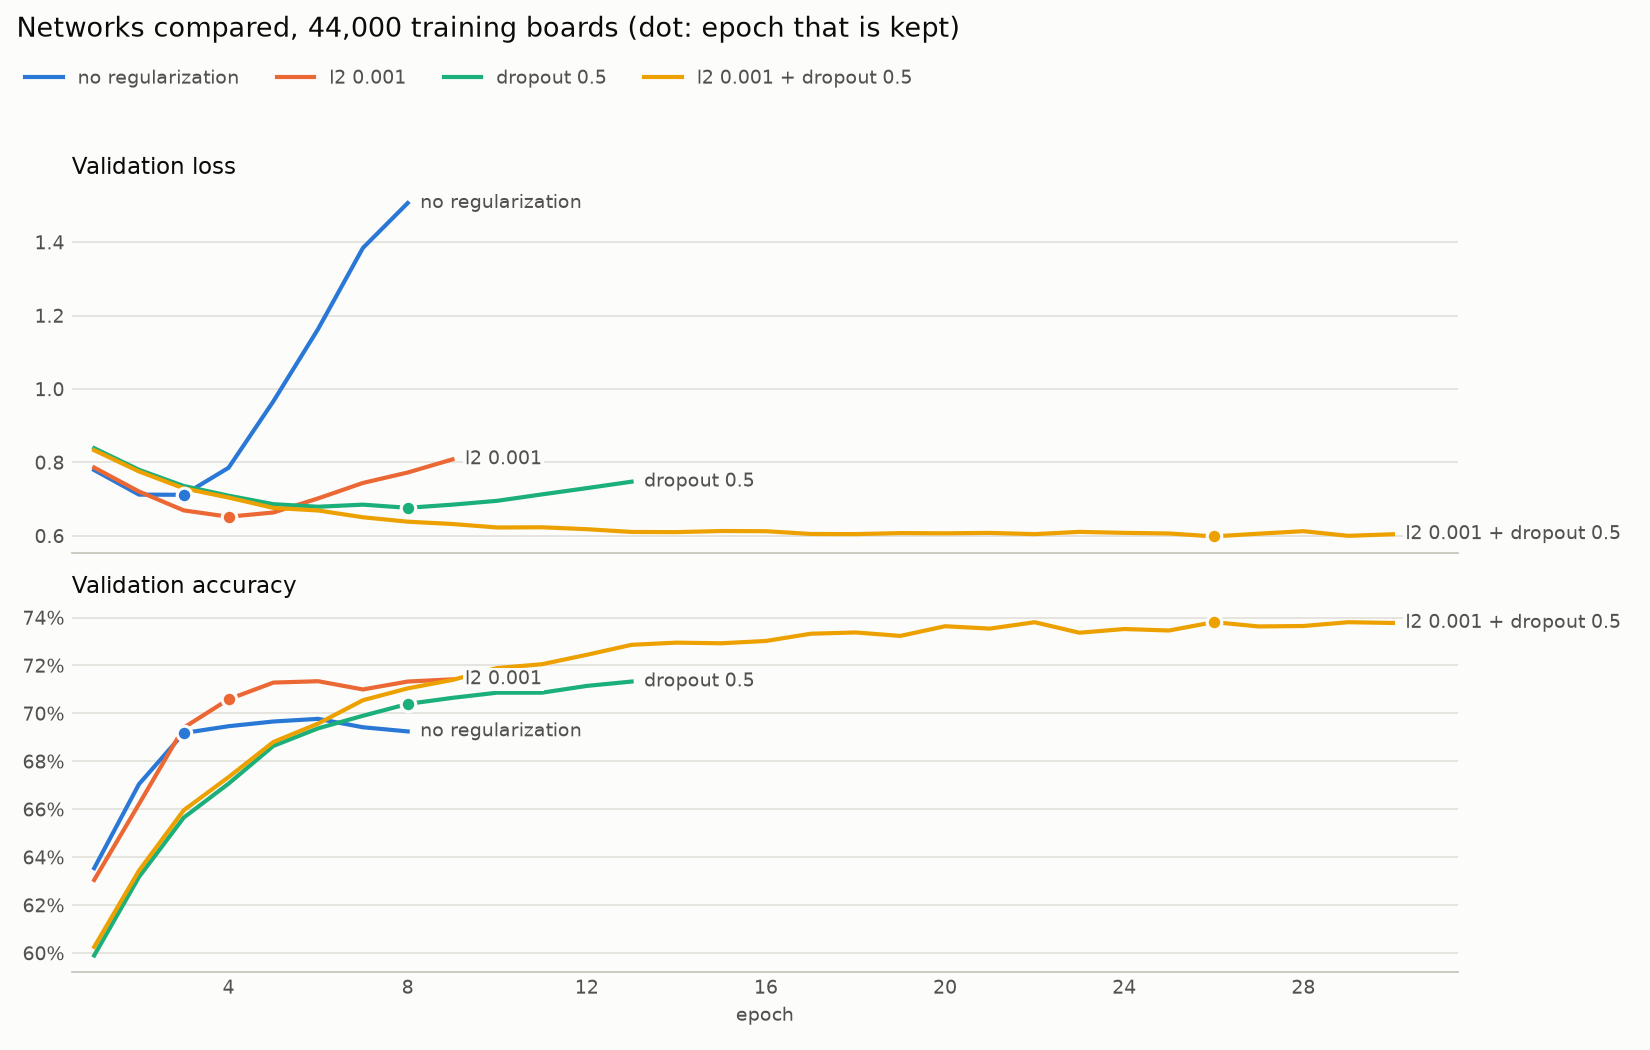 Networks compared, 44,000 training boards (dot: epoch that is kept)
no regularization l2 0.001 dropout 0.5 l2 0.001 + dropout 0.5
Validation loss
no regularization
1.4
1.2
1.0
0.8
l2 0.001
dropout 0.5
0.6
l2 0.001 + dropout 0.5
Validation accuracy
74%
l2 0.001 + dropout 0.5
72%
l2 0.001
dropout 0.5
70%
no regularization
68%
66%
64%
62%
60%
4 8 12 16 20 24 28
epoch